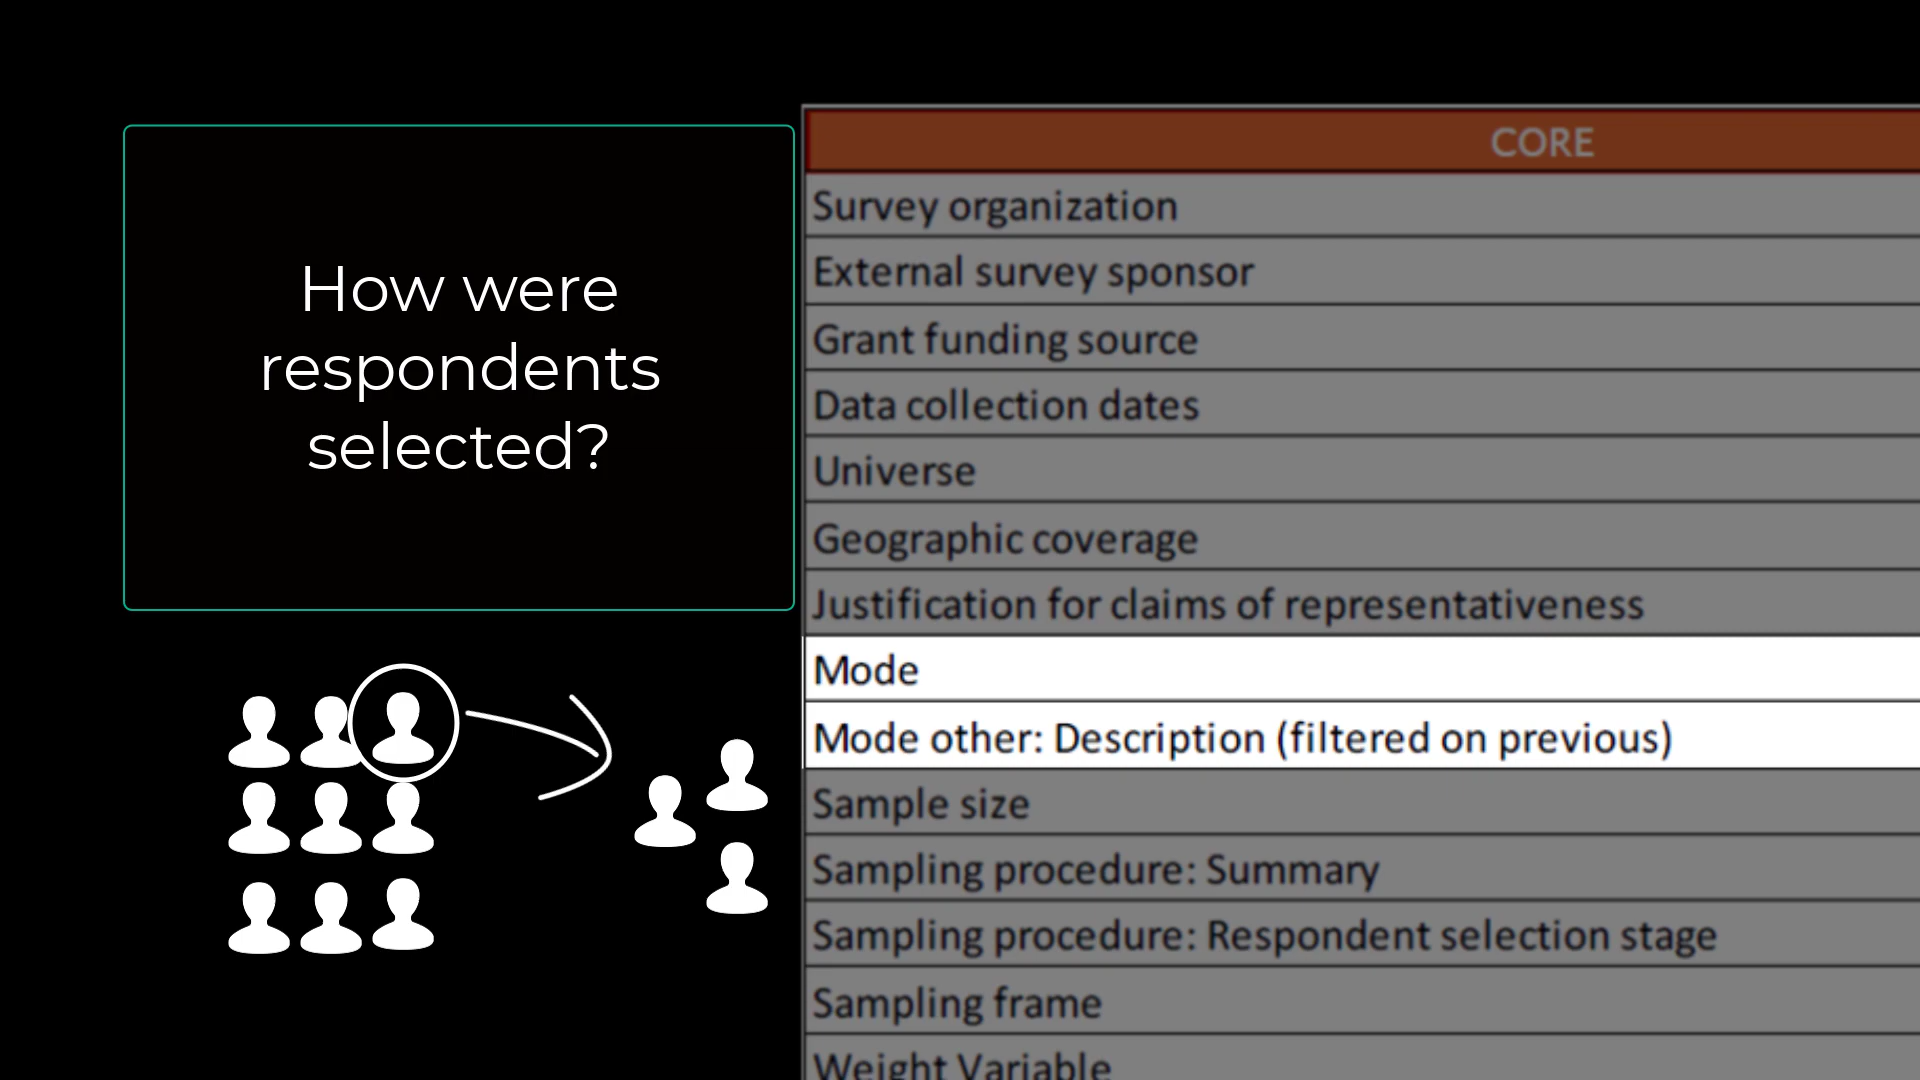 How were
respondents
selected?
CORE
Survey organization
External survey sponsor
Grant funding source
Data collection dates
Universe
Geographic coverage
Justification for claims of representativeness
Mode
Mode other: Description (filtered on previous)
Sample size
Sampling procedure: Summary
Sampling procedure: Respondent selection stage
Sampling frame
Weight Variable